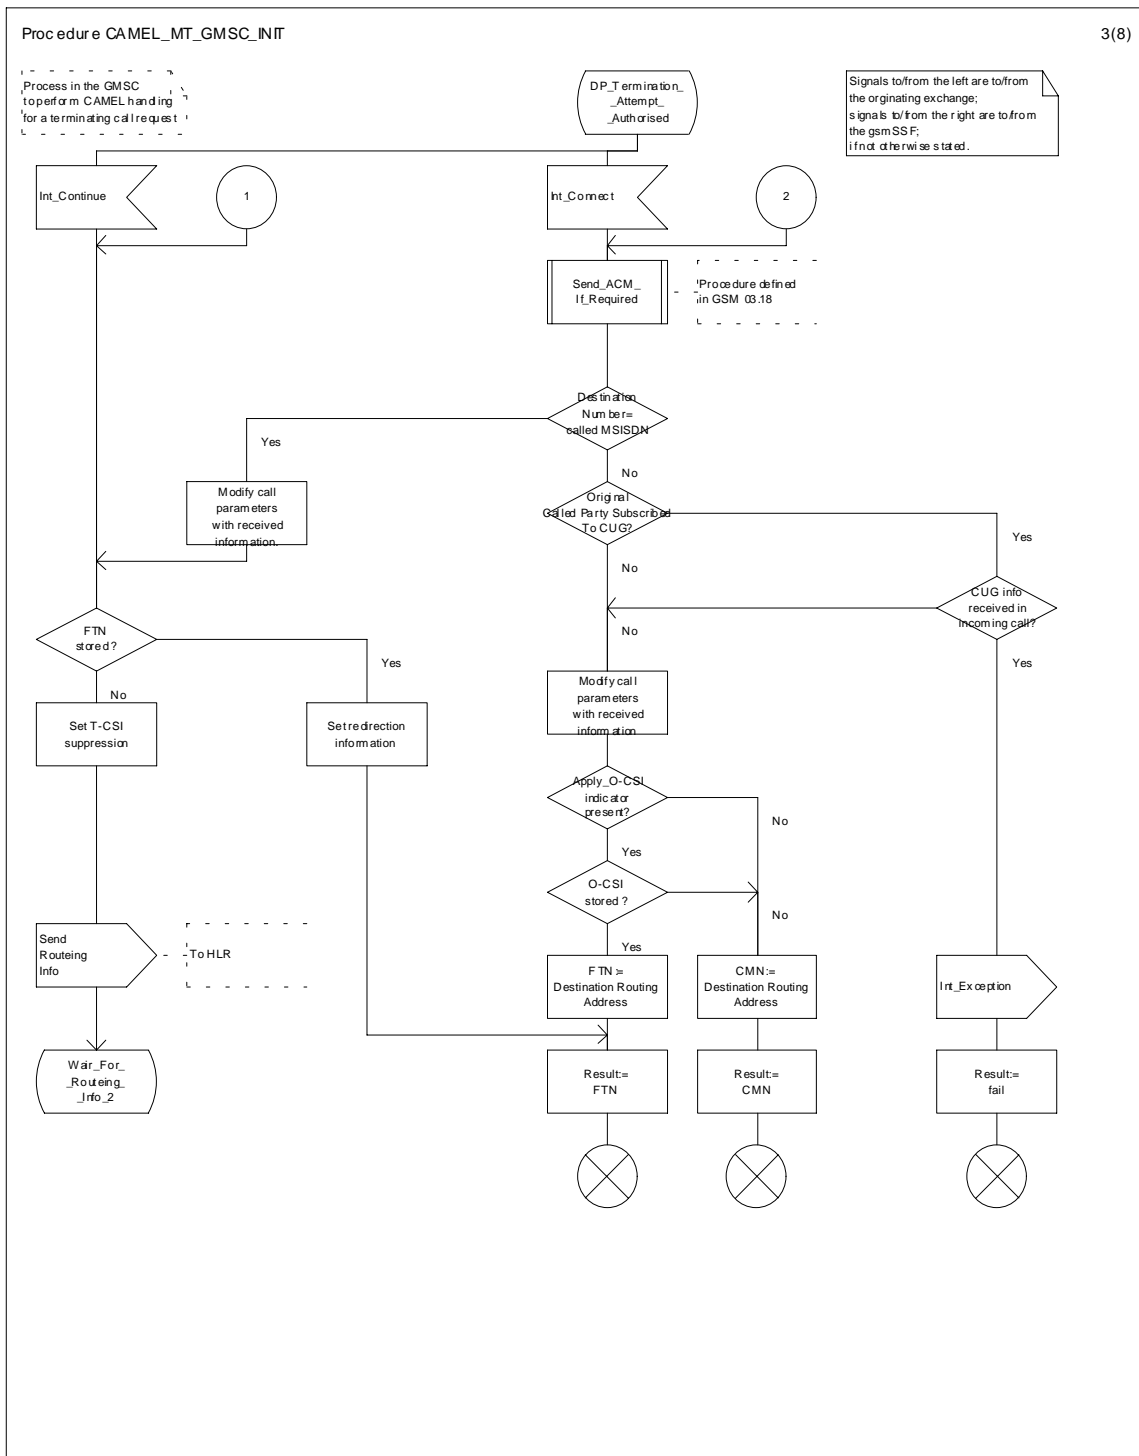 Procedure CAMEL_MT_GMSC_INIT
3(8)
Process in the GMSC
to perform CAMEL handling
for a terminating call request
DP_Termination_
_Attempt_
_Authorised
Signals to/from the left are to/from
the orginating exchange;
signals to/from the right are to/from
the gsmSSF;
if not otherwise stated.
Int_Continue
1
Int_Connect
2
Send_ACM_
If_Required
Procedure defined
in GSM 03.18
Destination
Number=
called MSISDN
Yes
No
Modify call
parameters
with received
information.
Original
Called Party Subscribed
To CUG?
Yes
No
CUG info
received in
incoming call?
No
Yes
FTN
stored?
Yes
No
Modify call
parameters
with received
information
Set T-CSI
suppression
Set redirection
information
Apply_O-CSI
indicator
present?
No
Yes
O-CSI
stored?
No
Yes
Send
Routeing
Info
To HLR
FTN:=
Destination Routing
Address
CMN:=
Destination Routing
Address
Int_Exception
Wair_For_
_Routeing_
_Info_2
Result:=
FTN
Result:=
CMN
Result:=
fail